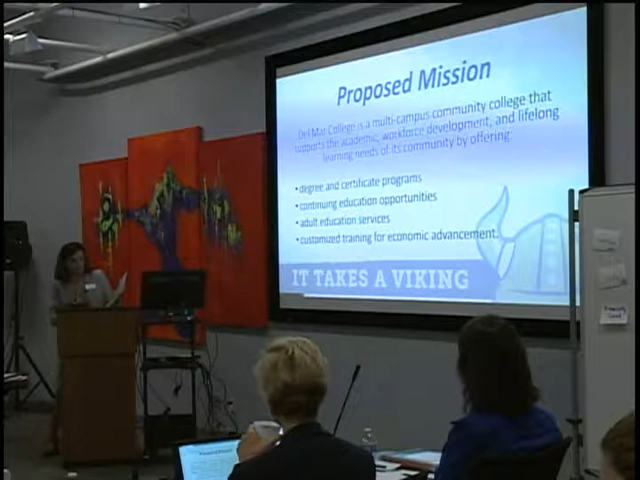 Proposed Mission
Del Mar College is a multi-campus community college that
supports the academic, workforce development, and lifelong
learning needs of its community by offering:
•degree and certificate programs
•continuing education opportunities
•adult education services
•customized training for economic advancement
IT TAKES A VIKING